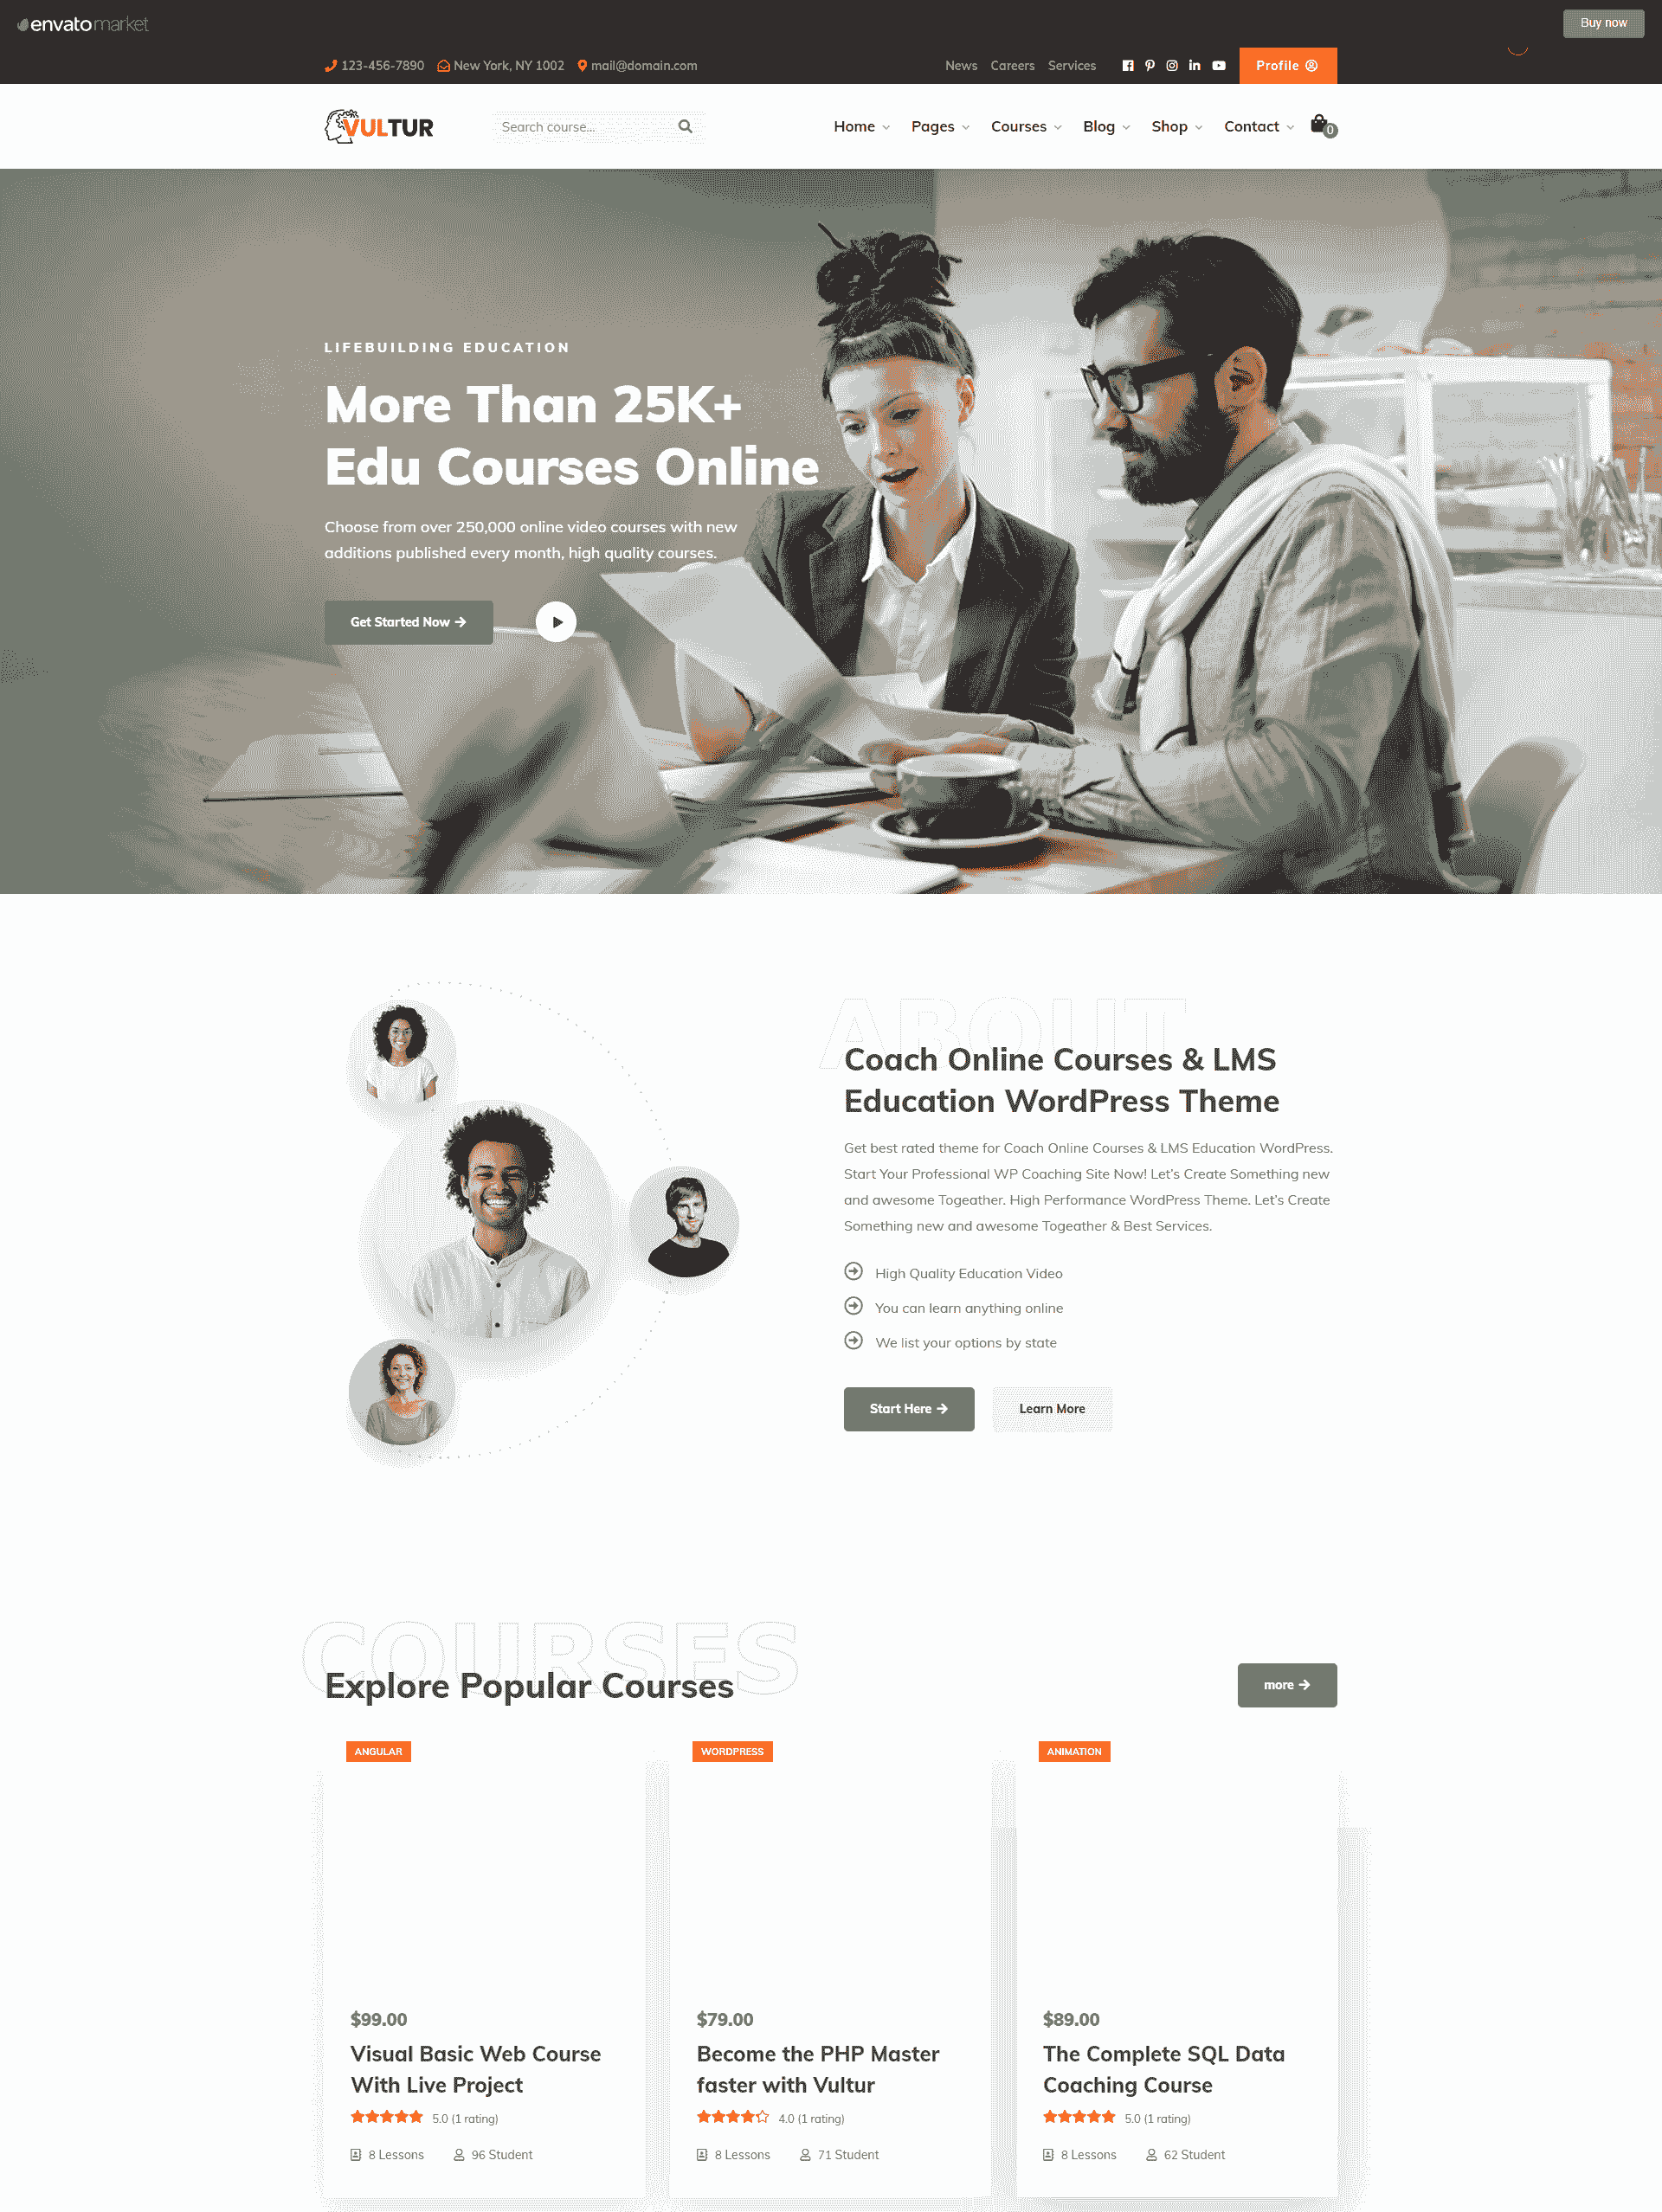 envato market
Buy now
123-456-7890 New York, NY 1002 mail@domain.com
News Careers Services
Profile
VULTUR
Search course...
Home Pages Courses Blog Shop Contact 0
LIFEBUILDING EDUCATION
More Than 25K+
Edu Courses Online
Choose from over 250,000 online video courses with new
additions published every month, high quality courses.
Get Started Now
ABOUT
Coach Online Courses & LMS
Education WordPress Theme
Get best rated theme for Coach Online Courses & LMS Education WordPress.
Start Your Professional WP Coaching Site Now! Let's Create Something new
and awesome Togeather. High Performance WordPress Theme. Let's Create
Something new and awesome Togeather & Best Services.
High Quality Education Video
You can learn anything online
We list your options by state
Start Here
Learn More
COURSES
Explore Popular Courses
more
ANGULAR
$99.00
Visual Basic Web Course
With Live Project
5.0 (1 rating)
8 Lessons 96 Student
WORDPRESS
$79.00
Become the PHP Master
faster with Vultur
4.0 (1 rating)
8 Lessons 71 Student
ANIMATION
$89.00
The Complete SQL Data
Coaching Course
5.0 (1 rating)
8 Lessons 62 Student